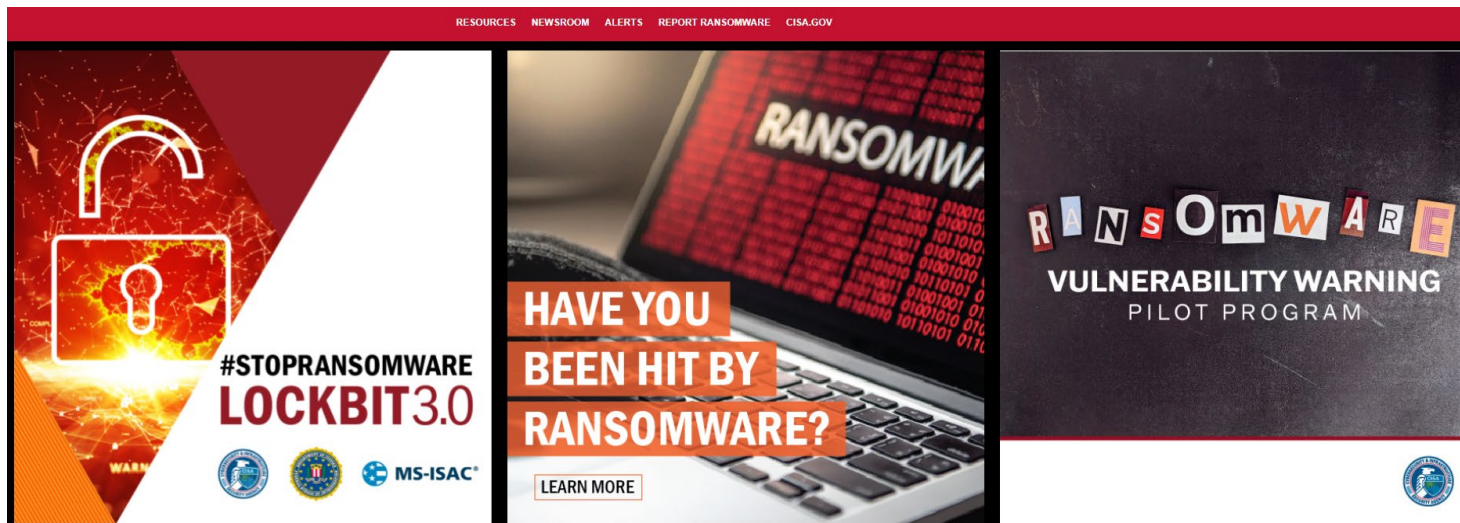 RESOURCES NEWSROOM ALERTS REPORT RANSOMWARE CISA.GOV
#STOPRANSOMWARE
LOCKBIT3.0
MS-ISAC®
RANSOMWA
HAVE YOU
BEEN HIT BY
RANSOMWARE?
LEARN MORE
RANSOmWARE
VULNERABILITY WARNING
PILOT PROGRAM